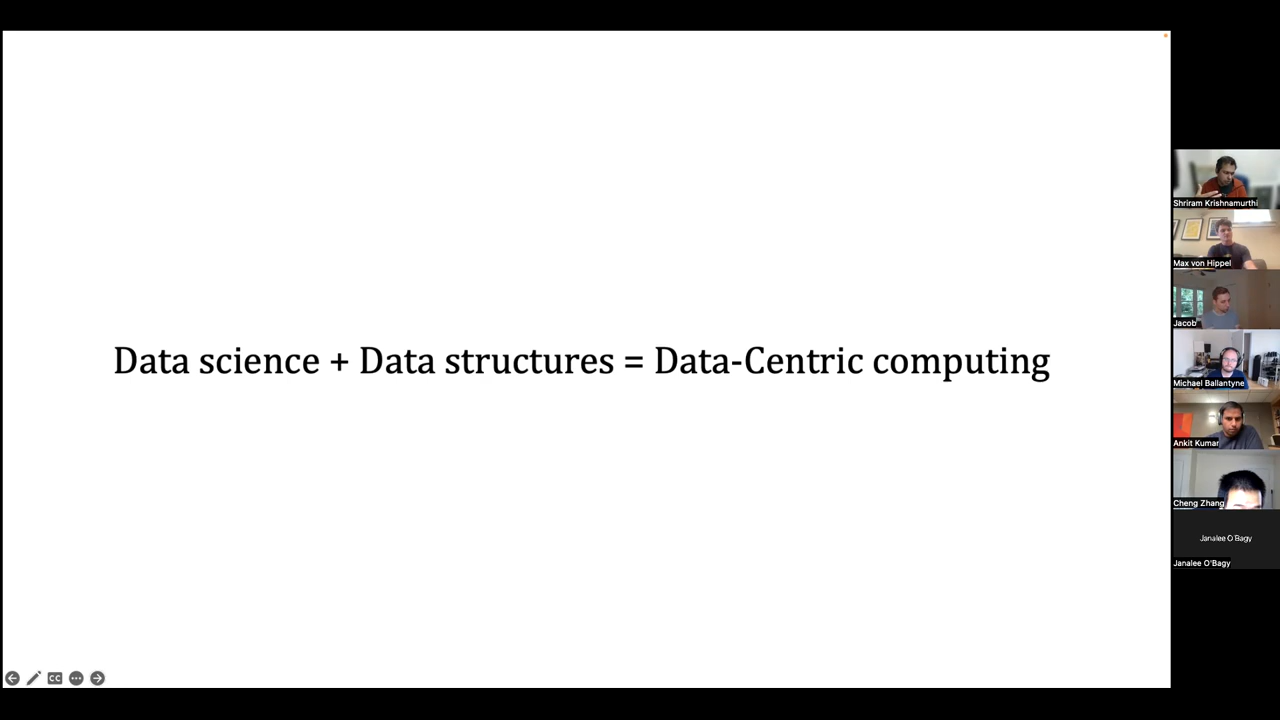 Data science + Data structures = Data-Centric computing
Shriram Krishnamurthi
Max von Hippel
Jacob
Michael Ballantyne
Ankit Kumar
Cheng Zhang
Janalee O Bagy
Janalee O'Bagy
CC